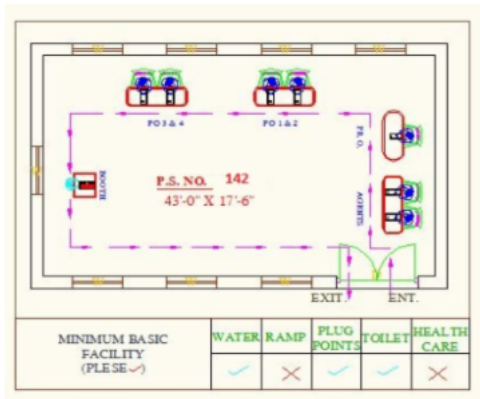 PO 3 & 4
PO 1 & 2
PR. O.
BOOTH
P.S. NO. 142
43'-0" X 17'-6"
AGENTS
EXIT.
ENT.
MINIMUM BASIC
FACILITY
(PLESE ✓)
WATER
RAMP
PLUG
POINTS
TOILET
HEALTH
CARE